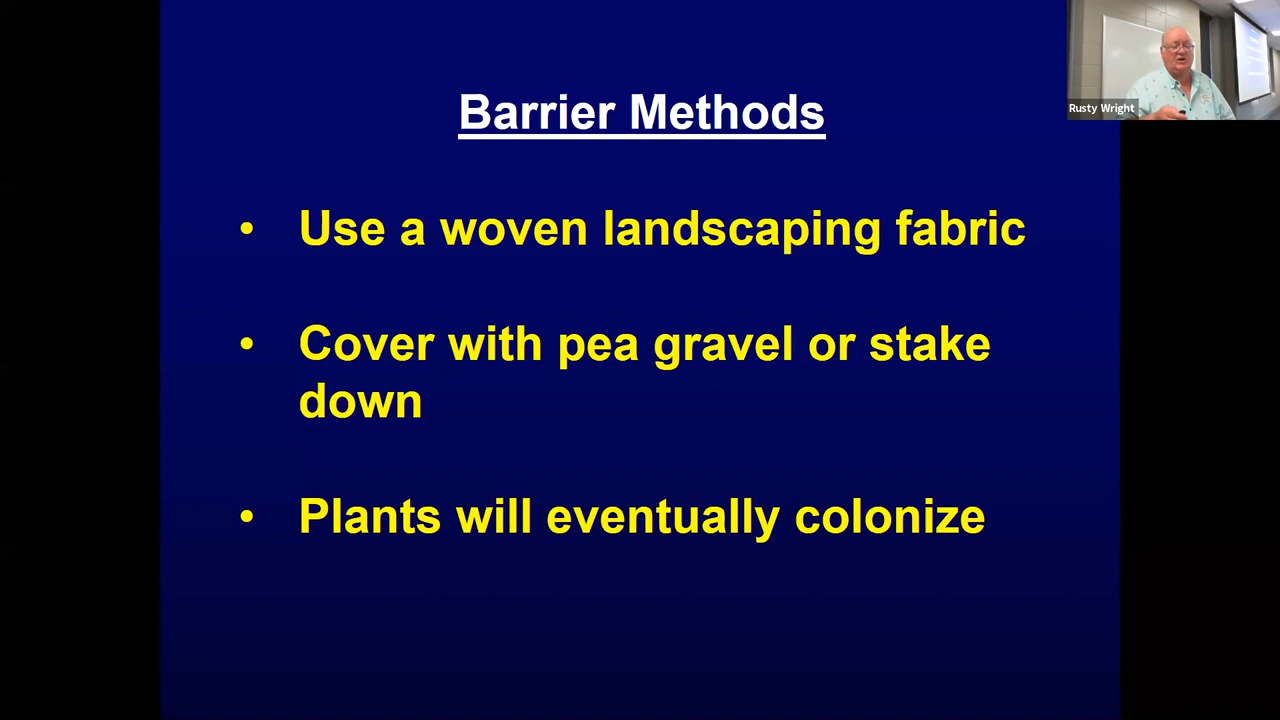 Barrier Methods
Rusty Wright
• Use a woven landscaping fabric
• Cover with pea gravel or stake
down
• Plants will eventually colonize